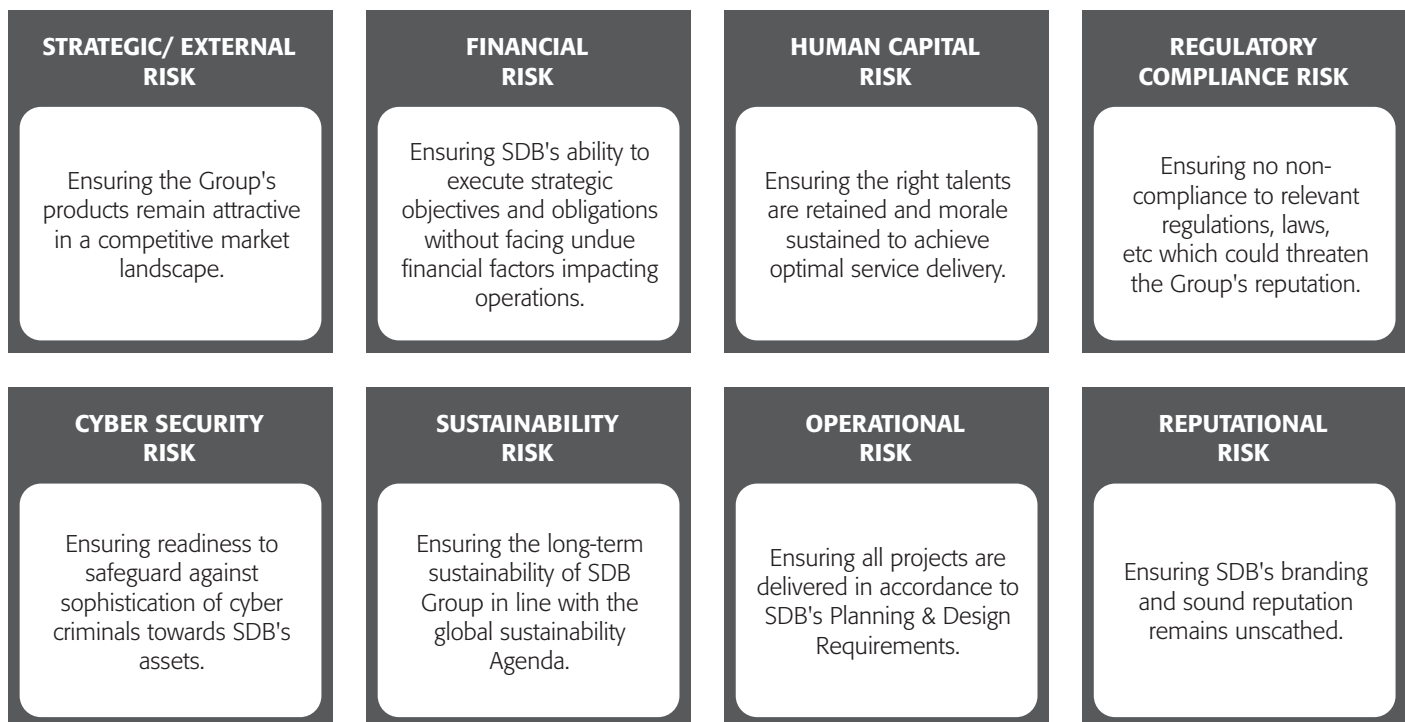 STRATEGIC/ EXTERNAL
RISK
Ensuring the Group's
products remain attractive
in a competitive market
landscape.
FINANCIAL
RISK
Ensuring SDB's ability to
execute strategic
objectives and obligations
without facing undue
financial factors impacting
operations.
HUMAN CAPITAL
RISK
Ensuring the right talents
are retained and morale
sustained to achieve
optimal service delivery.
REGULATORY
COMPLIANCE RISK
Ensuring no non-
compliance to relevant
regulations, laws,
etc which could threaten
the Group's reputation.
CYBER SECURITY
RISK
Ensuring readiness to
safeguard against
sophistication of cyber
criminals towards SDB's
assets.
SUSTAINABILITY
RISK
Ensuring the long-term
sustainability of SDB
Group in line with the
global sustainability
Agenda.
OPERATIONAL
RISK
Ensuring all projects are
delivered in accordance to
SDB's Planning & Design
Requirements.
REPUTATIONAL
RISK
Ensuring SDB's branding
and sound reputation
remains unscathed.